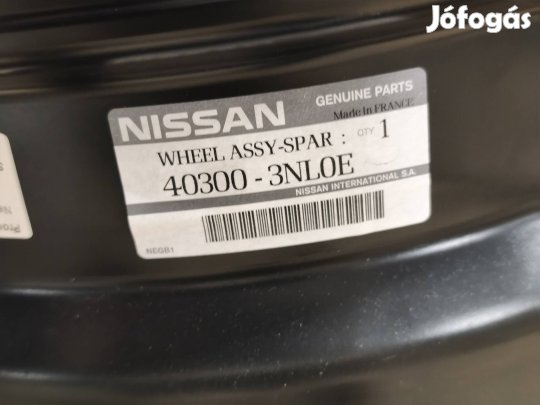 Jófogás
NISSAN
GENUINE PARTS
Made In FRANCE
WHEEL ASSY-SPAR : QTY 1
40300 - 3NL0E
NISSAN INTERNATIONAL S.A.
NEGB1